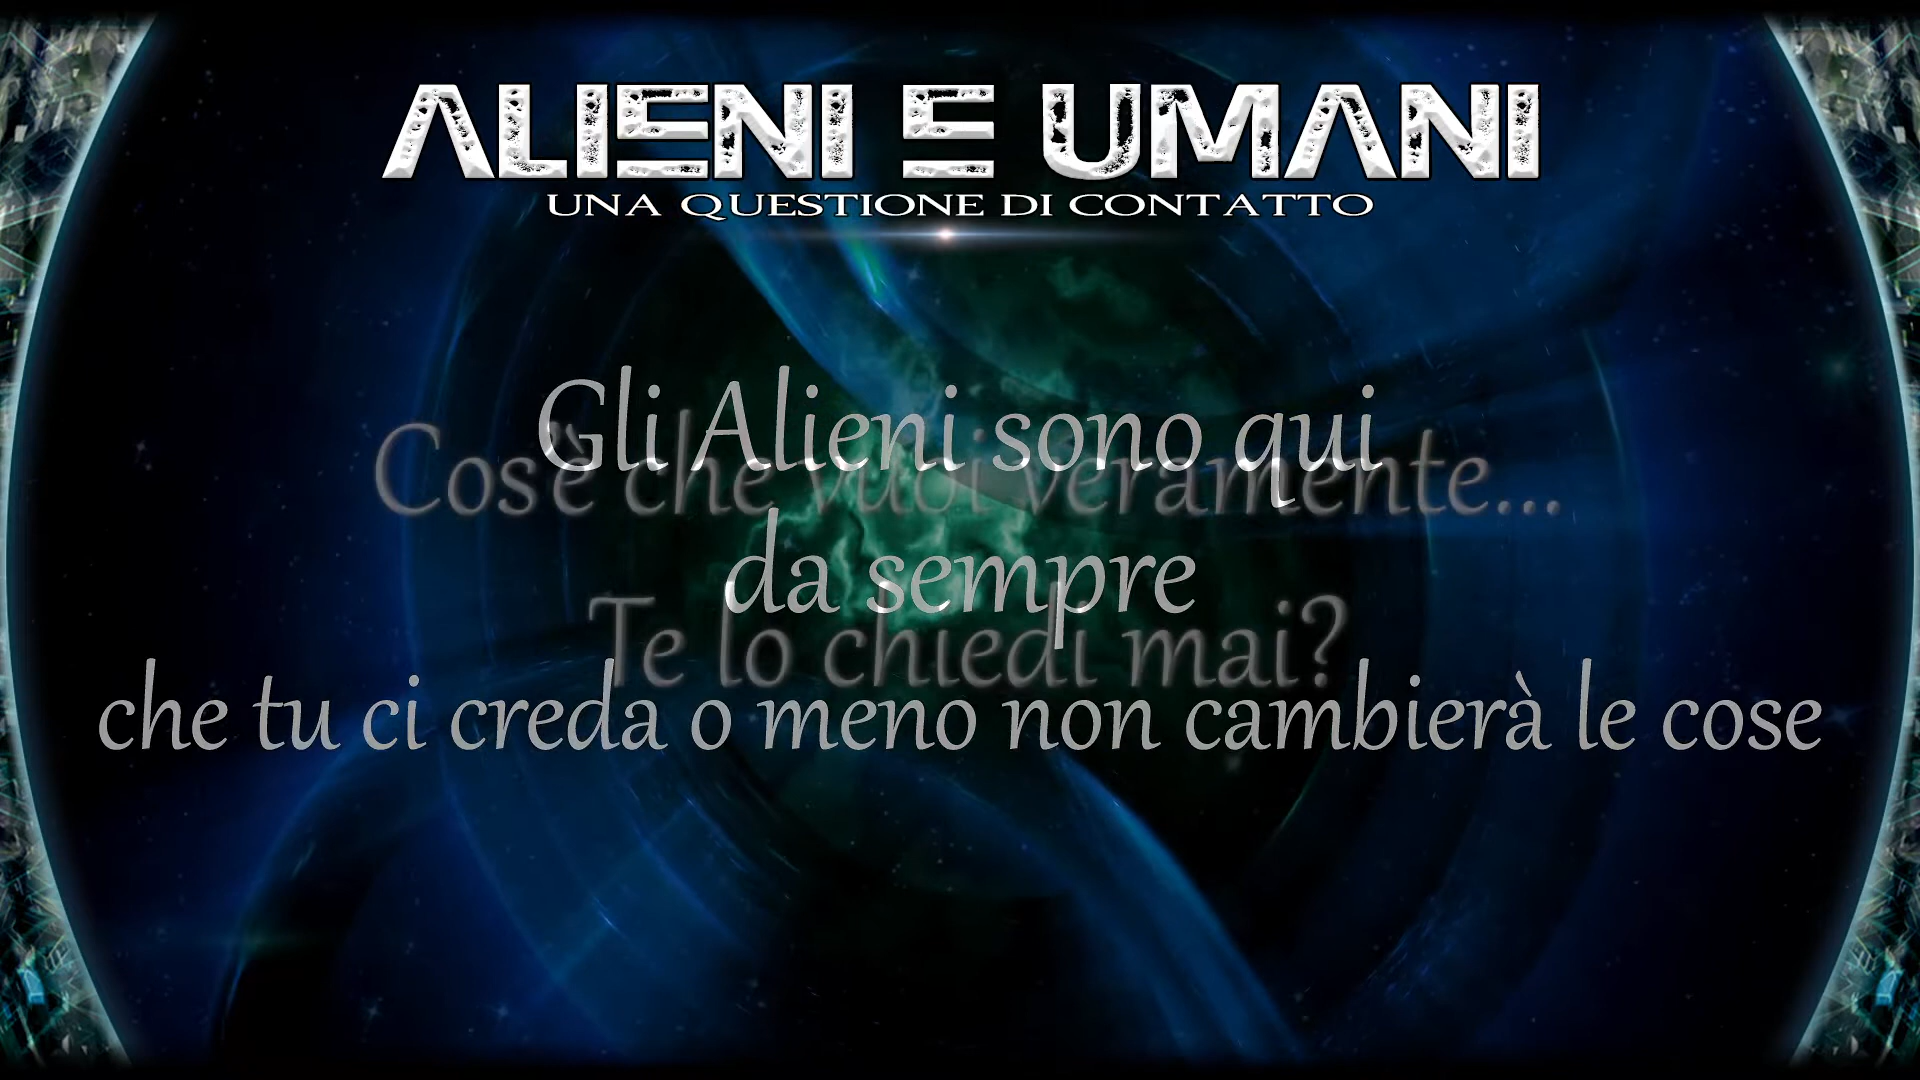 ALIENI E UMANI
UNA QUESTIONE DI CONTATTO
Gli Alieni sono qui
Cos'è che vuoi veramente...
da sempre
Te lo chiedi mai?
che tu ci creda o meno non cambierà le cose